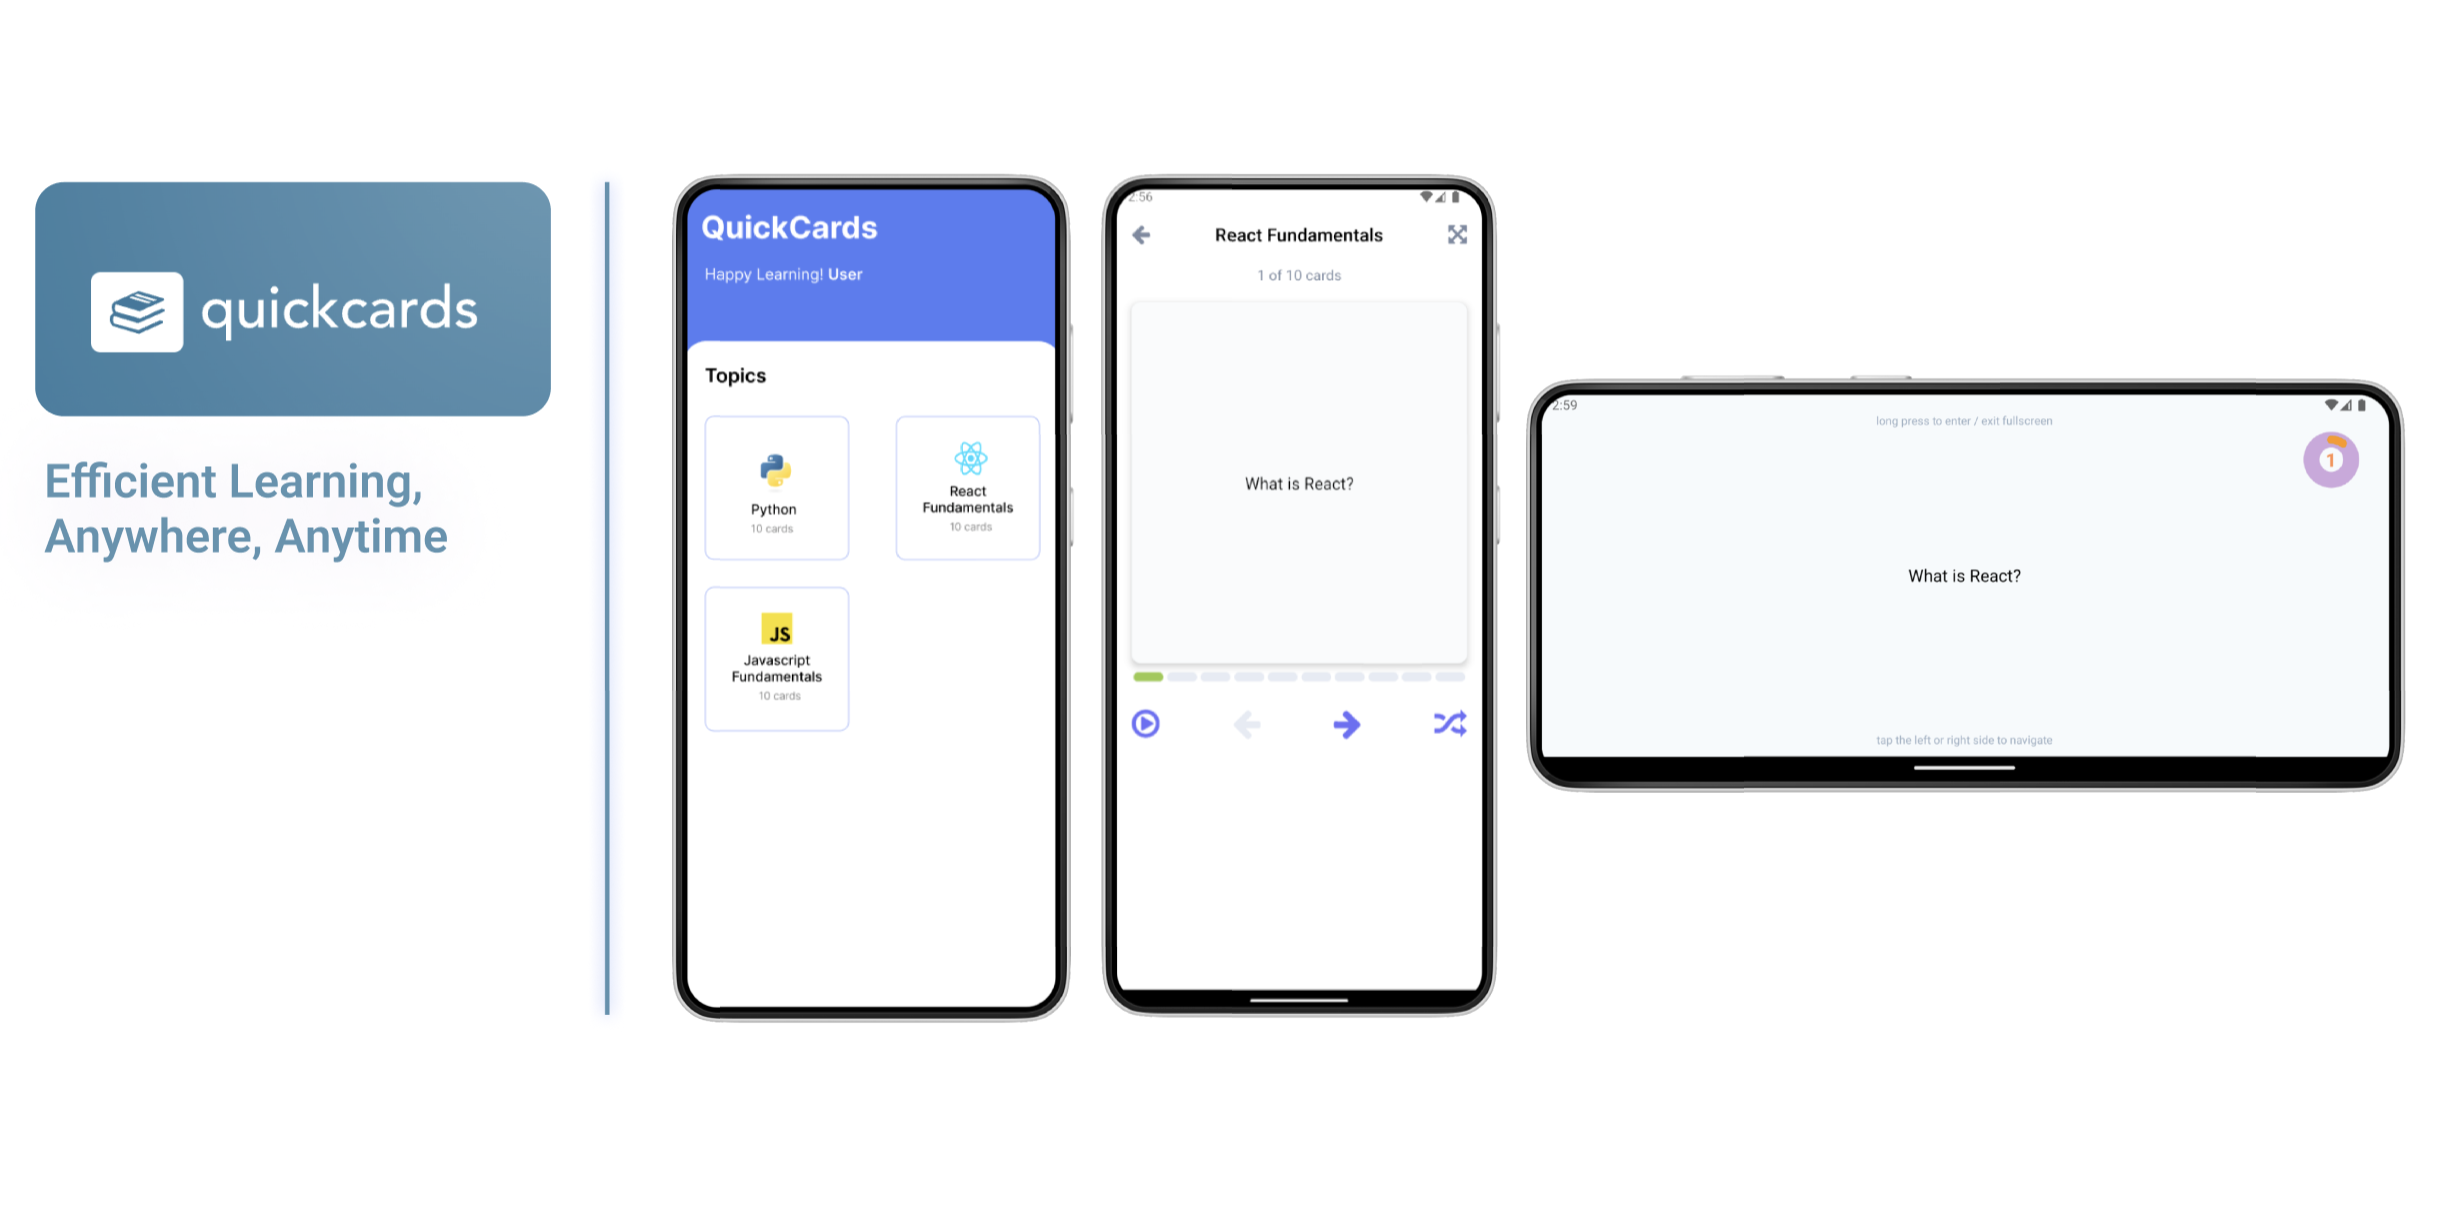 quickcards
Efficient Learning,
Anywhere, Anytime
QuickCards
Happy Learning! User
Topics
Python
10 cards
React
Fundamentals
10 cards
JS
Javascript
Fundamentals
10 cards
2:56
React Fundamentals
1 of 10 cards
What is React?
2:59
long press to enter / exit fullscreen
1
What is React?
tap the left or right side to navigate